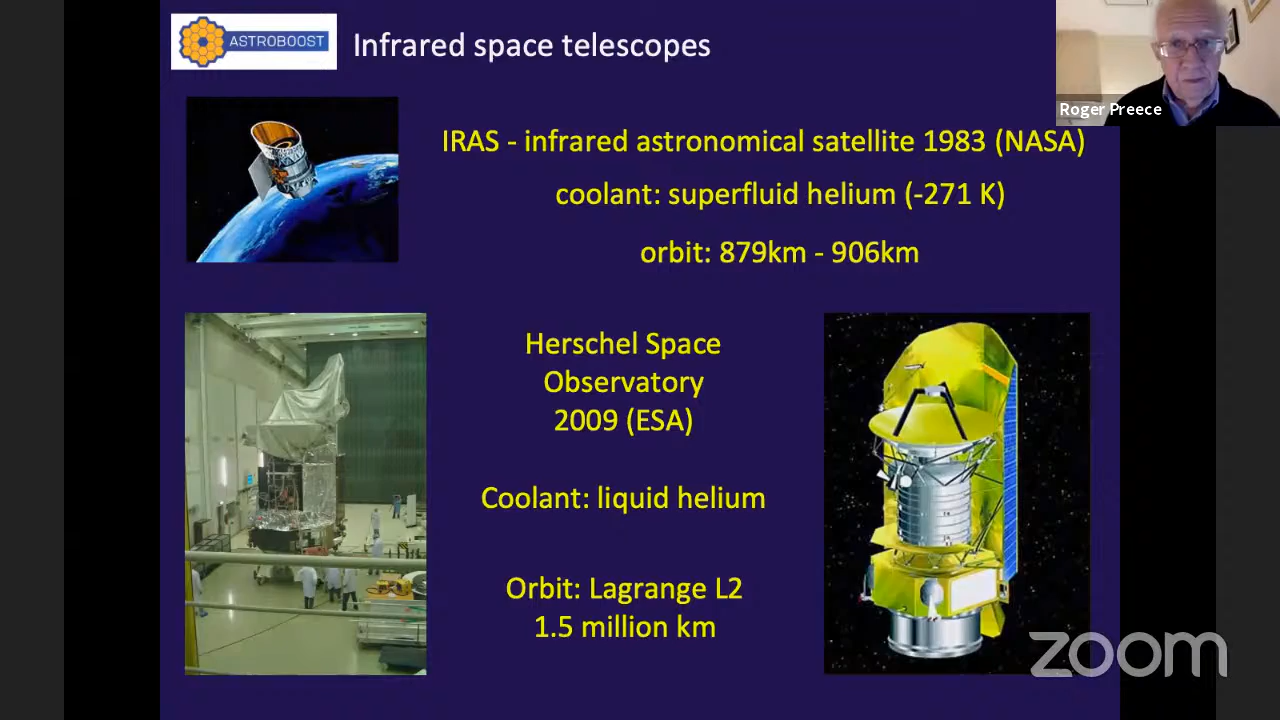 ASTROBOOST
Infrared space telescopes
Roger Preece
IRAS - infrared astronomical satellite 1983 (NASA)
coolant: superfluid helium (-271 K)
orbit: 879km - 906km
Herschel Space
Observatory
2009 (ESA)
Coolant: liquid helium
Orbit: Lagrange L2
1.5 million km
zoom